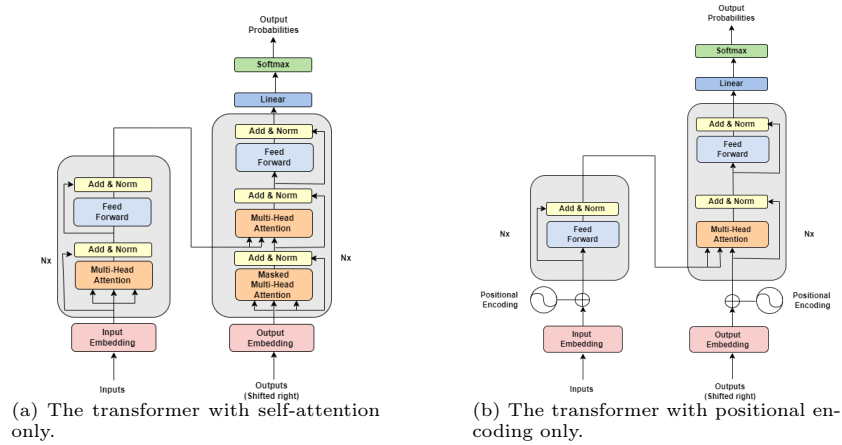 Output
Probabilities
Softmax
Linear
Add & Norm
Feed
Forward
Add & Norm
Multi-Head
Attention
Add & Norm
Masked
Multi-Head
Attention
Nx
Output
Embedding
Outputs
(Shifted right)
Add & Norm
Feed
Forward
Add & Norm
Multi-Head
Attention
Nx
Input
Embedding
Inputs
(a) The transformer with self-attention
only.
Output
Probabilities
Softmax
Linear
Add & Norm
Feed
Forward
Add & Norm
Multi-Head
Attention
Nx
Positional
Encoding
Output
Embedding
Outputs
(Shifted right)
Add & Norm
Feed
Forward
Nx
Positional
Encoding
Input
Embedding
Inputs
(b) The transformer with positional en-
coding only.